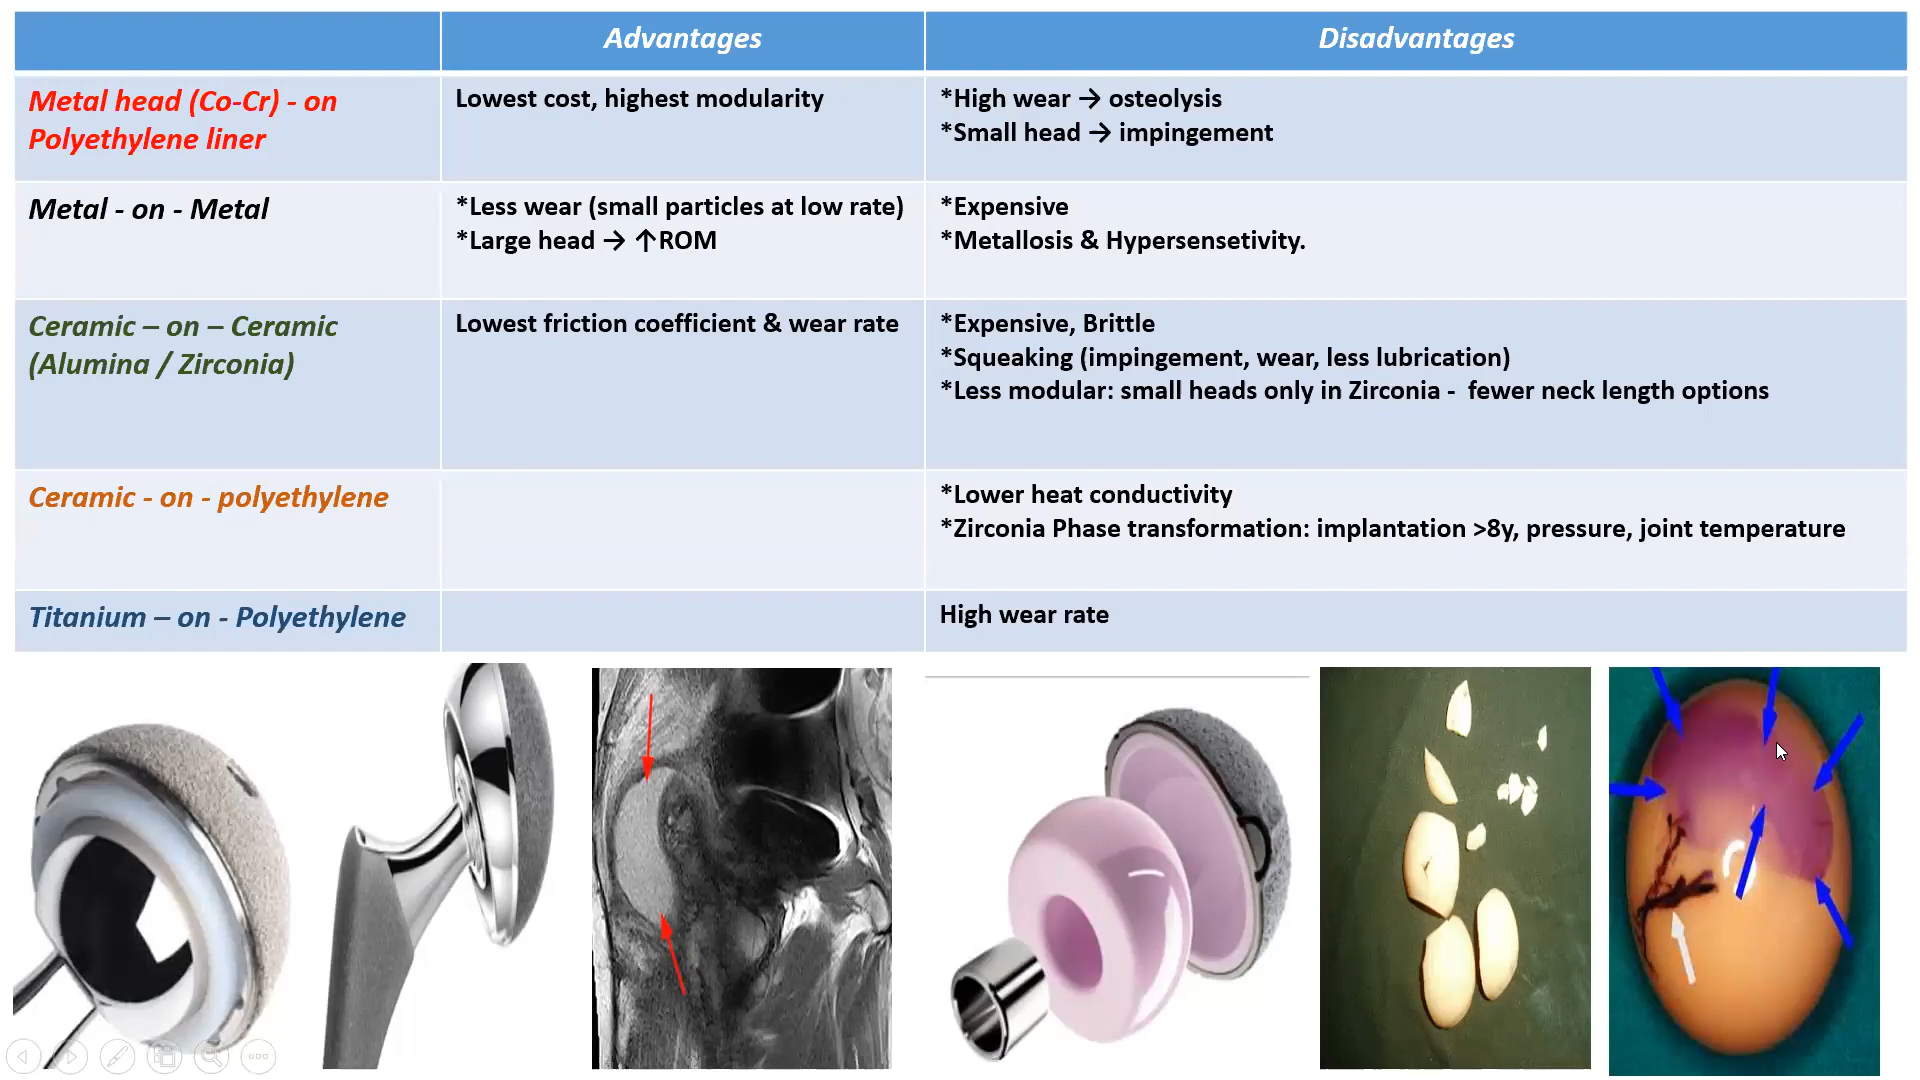 Advantages
Disadvantages
Metal head (Co-Cr) - on
Polyethylene liner
Lowest cost, highest modularity
*High wear → osteolysis
*Small head → impingement
Metal - on - Metal
*Less wear (small particles at low rate)
*Large head → ↑ROM
*Expensive
*Metallosis & Hypersensetivity.
Ceramic – on – Ceramic
(Alumina / Zirconia)
Lowest friction coefficient & wear rate
*Expensive, Brittle
*Squeaking (impingement, wear, less lubrication)
*Less modular: small heads only in Zirconia - fewer neck length options
Ceramic - on - polyethylene
*Lower heat conductivity
*Zirconia Phase transformation: implantation >8y, pressure, joint temperature
Titanium – on - Polyethylene
High wear rate